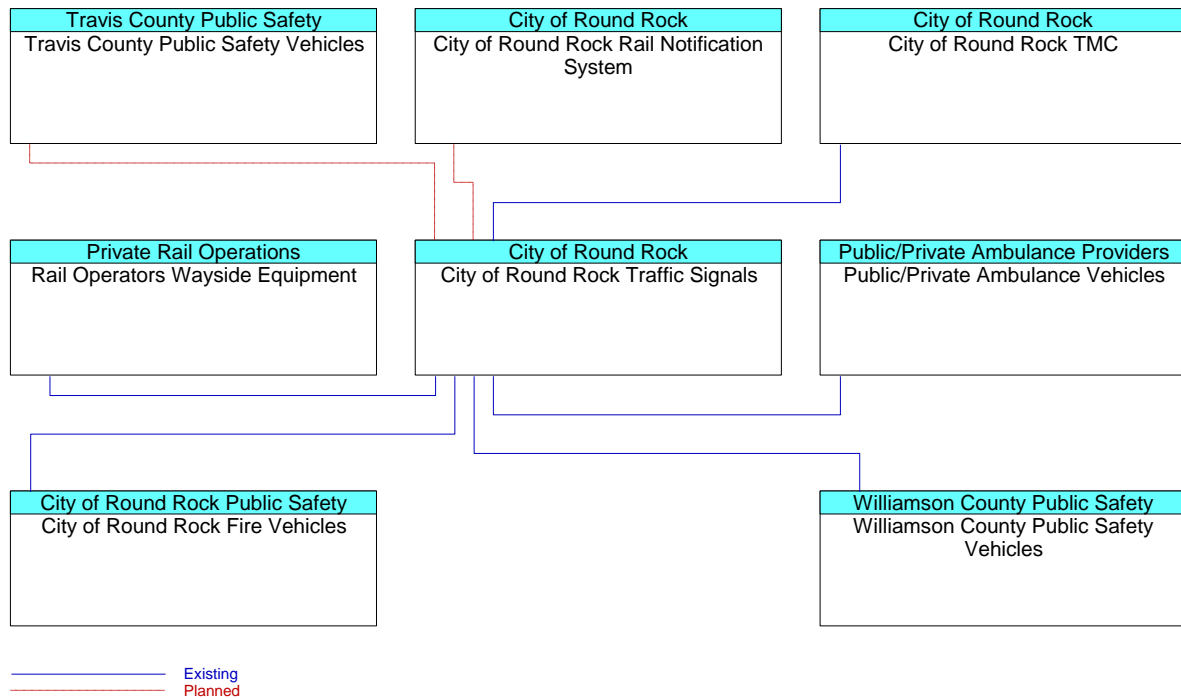 Travis County Public Safety
Travis County Public Safety Vehicles
City of Round Rock
City of Round Rock Rail Notification
System
City of Round Rock
City of Round Rock TMC
Private Rail Operations
Rail Operators Wayside Equipment
City of Round Rock
City of Round Rock Traffic Signals
Public/Private Ambulance Providers
Public/Private Ambulance Vehicles
City of Round Rock Public Safety
City of Round Rock Fire Vehicles
Williamson County Public Safety
Williamson County Public Safety
Vehicles
Existing
Planned